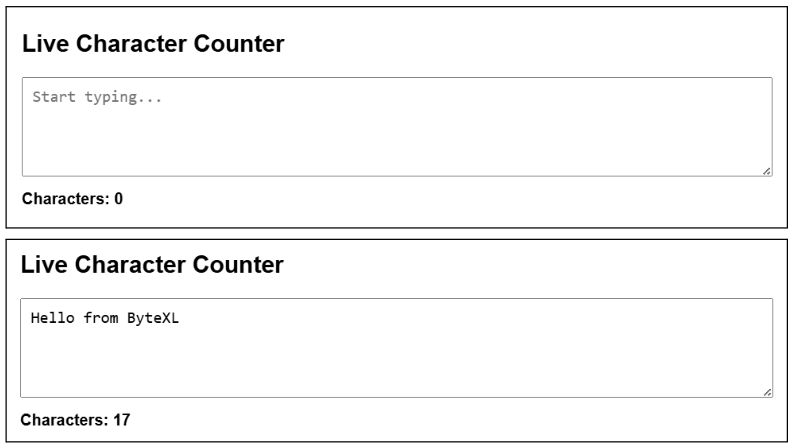 Live Character Counter
Start typing...
Characters: 0
Live Character Counter
Hello from ByteXL
Characters: 17